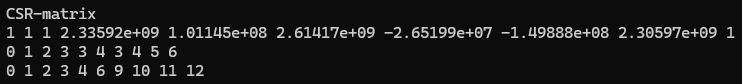 CSR-matrix
1 1 1 2.33592e+09 1.01145e+08 2.61417e+09 -2.65199e+07 -1.49888e+08 2.30597e+09 1
0 1 2 3 3 4 3 4 5 6
0 1 2 3 4 6 9 10 11 12